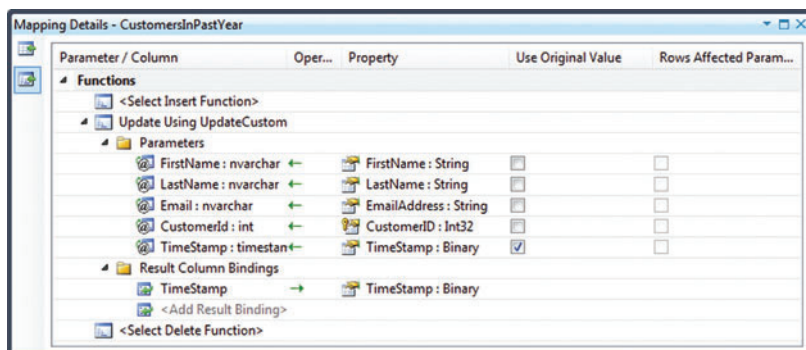 Mapping Details - CustomersInPastYear
Parameter / Column Oper... Property Use Original Value Rows Affected Param...
Functions
<Select Insert Function>
Update Using UpdateCustom
Parameters
FirstName : nvarchar ← FirstName : String
LastName : nvarchar ← LastName : String
Email : nvarchar ← EmailAddress : String
CustomerId : int ← CustomerID : Int32
TimeStamp : timestan ← TimeStamp : Binary
Result Column Bindings
TimeStamp → TimeStamp : Binary
<Add Result Binding>
<Select Delete Function>